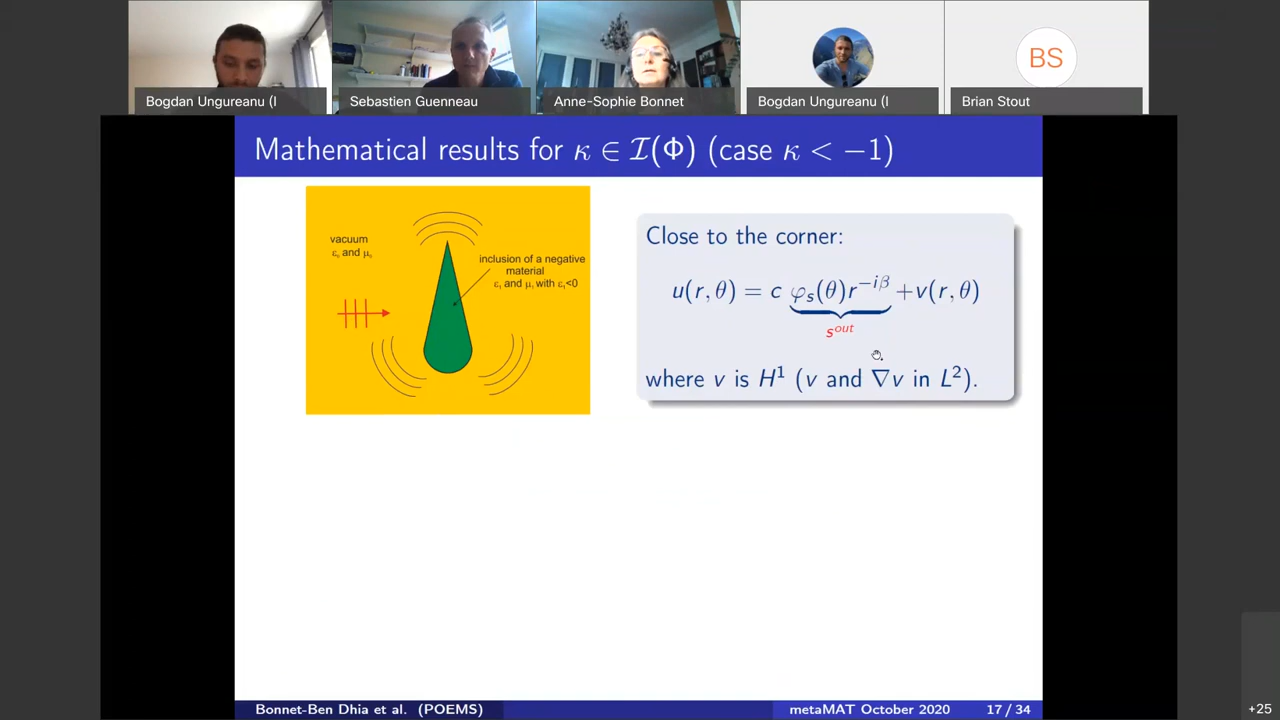 Bogdan Ungureanu (I
Sebastien Guenneau
Anne-Sophie Bonnet
Bogdan Ungureanu (I
BS
Brian Stout
Mathematical results for κ ∈ ℐ(Φ) (case κ < −1)
vacuum
ε₀ and μ₀
inclusion of a negative
material
ε₁ and μ₁ with ε₁<0
Close to the corner:
u(r, θ) = c φₛ(θ)r^{−iβ} + v(r, θ)
s^{out}
where v is H¹ (v and ∇v in L²).
Bonnet-Ben Dhia et al. (POEMS)
metaMAT October 2020
17 / 34
+25